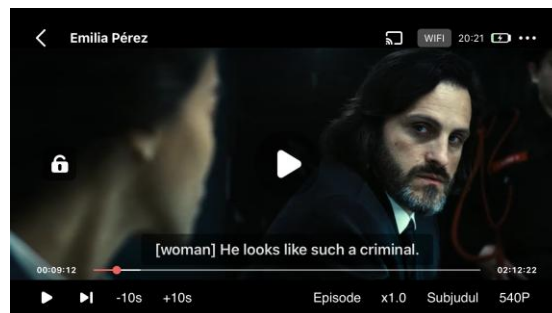 Emilia Pérez
WIFI 20:21
[woman] He looks like such a criminal.
00:09:12 02:12:22
-10s +10s Episode x1.0 Subjudul 540P